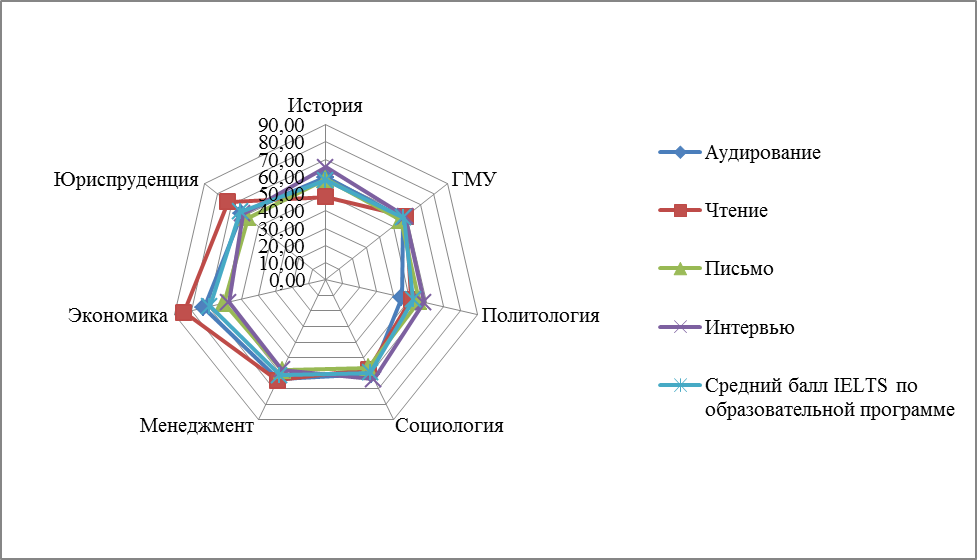 История
90,00
80,00
70,00
60,00
50,00
40,00
30,00
20,00
10,00
0,00
ГМУ
Политология
Социология
Менеджмент
Экономика
Юриспруденция
Аудирование
Чтение
Письмо
Интервью
Средний балл IELTS по
образовательной программе